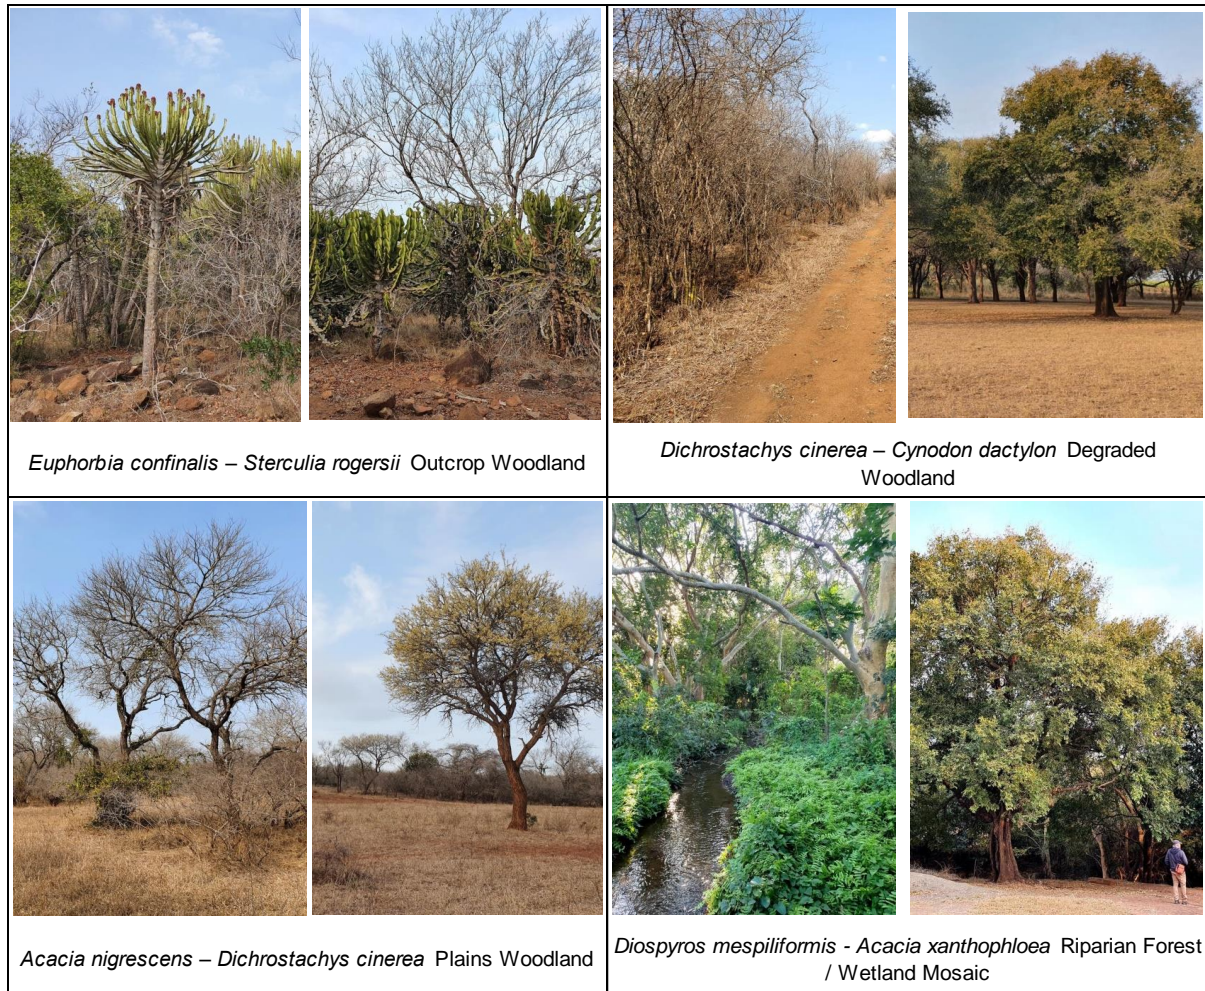 Euphorbia confinalis – Sterculia rogersii Outcrop Woodland
Dichrostachys cinerea – Cynodon dactylon Degraded
Woodland
Acacia nigrescens – Dichrostachys cinerea Plains Woodland
Diospyros mespiliformis - Acacia xanthophloea Riparian Forest
/ Wetland Mosaic